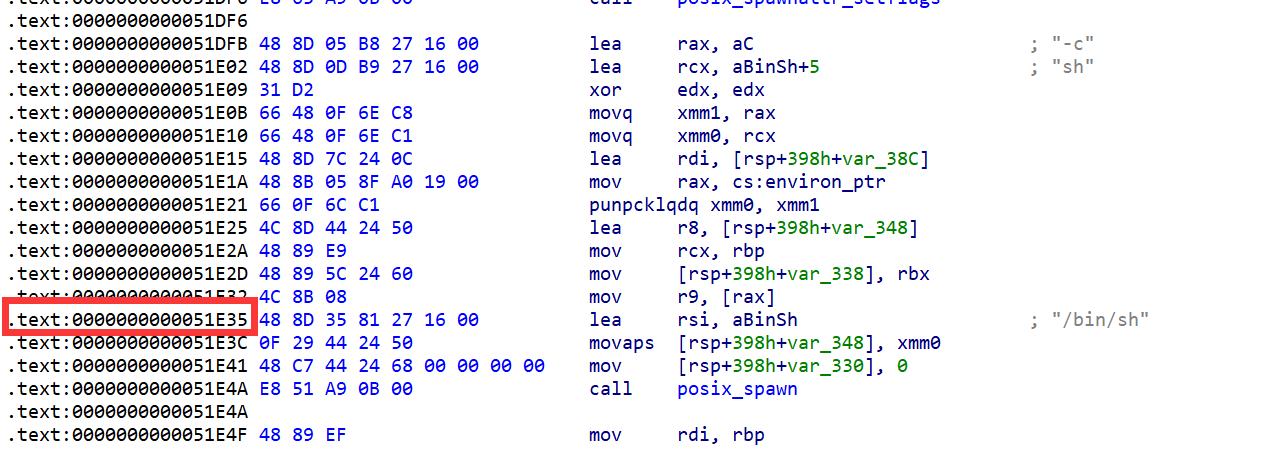 .text:0000000000051DF6 E8 89 A9 0B 00 call posix_spawnattr_setflags
.text:0000000000051DF6
.text:0000000000051DFB 48 8D 05 B8 27 16 00 lea rax, aC ; "-c"
.text:0000000000051E02 48 8D 0D B9 27 16 00 lea rcx, aBinSh+5 ; "sh"
.text:0000000000051E09 31 D2 xor edx, edx
.text:0000000000051E0B 66 48 0F 6E C8 movq xmm1, rax
.text:0000000000051E10 66 48 0F 6E C1 movq xmm0, rcx
.text:0000000000051E15 48 8D 7C 24 0C lea rdi, [rsp+398h+var_38C]
.text:0000000000051E1A 48 8B 05 8F A0 19 00 mov rax, cs:environ_ptr
.text:0000000000051E21 66 0F 6C C1 punpcklqdq xmm0, xmm1
.text:0000000000051E25 4C 8D 44 24 50 lea r8, [rsp+398h+var_348]
.text:0000000000051E2A 48 89 E9 mov rcx, rbp
.text:0000000000051E2D 48 89 5C 24 60 mov [rsp+398h+var_338], rbx
.text:0000000000051E32 4C 8B 08 mov r9, [rax]
.text:0000000000051E35 48 8D 35 81 27 16 00 lea rsi, aBinSh ; "/bin/sh"
.text:0000000000051E3C 0F 29 44 24 50 movaps [rsp+398h+var_348], xmm0
.text:0000000000051E41 48 C7 44 24 68 00 00 00 00 mov [rsp+398h+var_330], 0
.text:0000000000051E4A E8 51 A9 0B 00 call posix_spawn
.text:0000000000051E4A
.text:0000000000051E4F 48 89 EF mov rdi, rbp